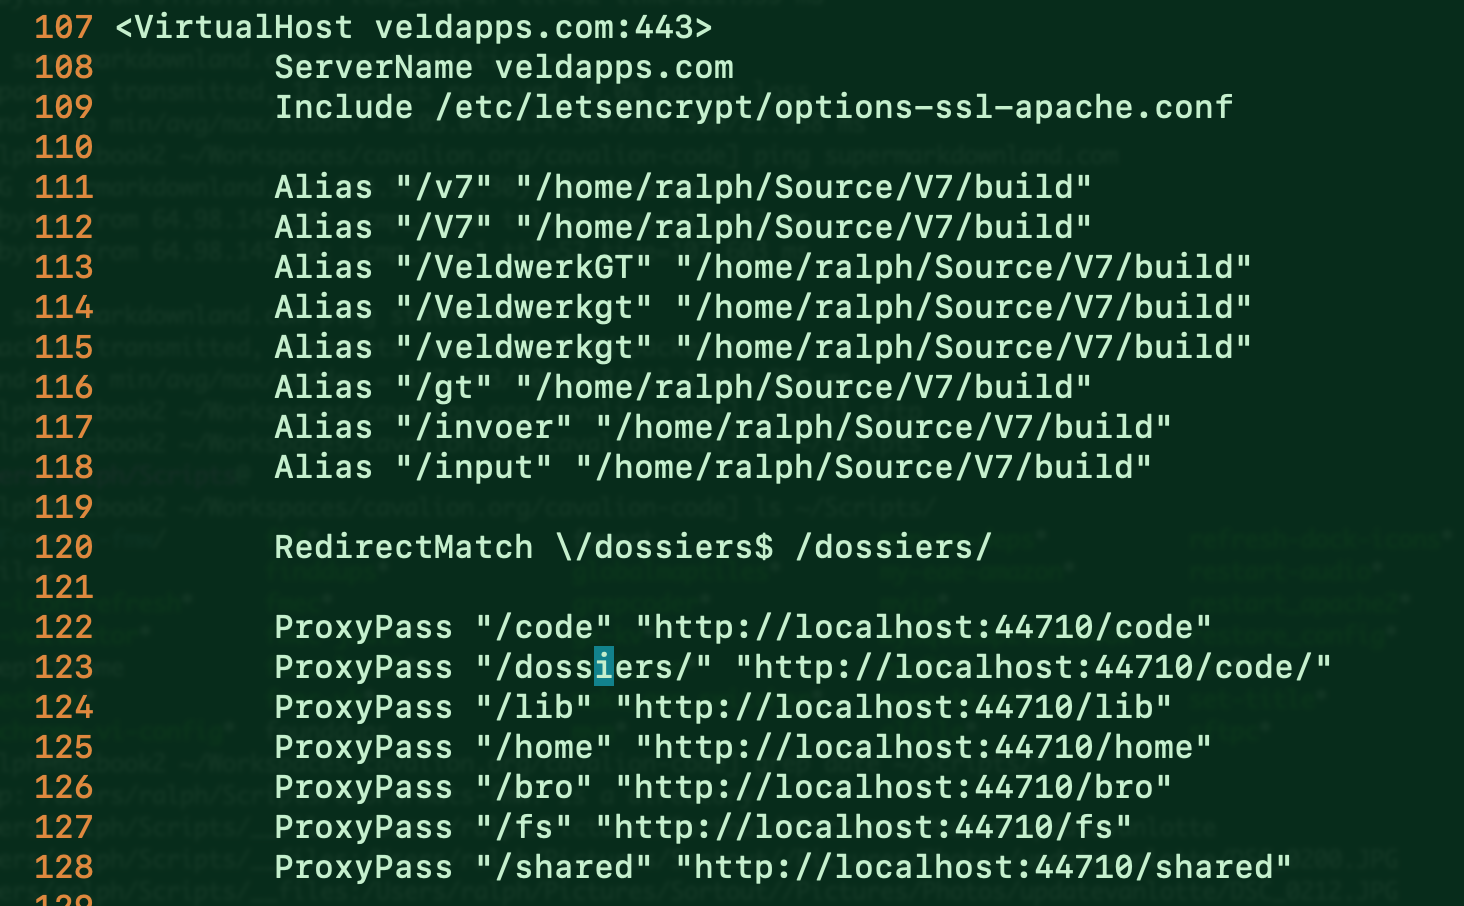 107 <VirtualHost veldapps.com:443>
108 ServerName veldapps.com
109 Include /etc/letsencrypt/options-ssl-apache.conf
110
111 Alias "/v7" "/home/ralph/Source/V7/build"
112 Alias "/V7" "/home/ralph/Source/V7/build"
113 Alias "/VeldwerkGT" "/home/ralph/Source/V7/build"
114 Alias "/Veldwerkgt" "/home/ralph/Source/V7/build"
115 Alias "/veldwerkgt" "/home/ralph/Source/V7/build"
116 Alias "/gt" "/home/ralph/Source/V7/build"
117 Alias "/invoer" "/home/ralph/Source/V7/build"
118 Alias "/input" "/home/ralph/Source/V7/build"
119
120 RedirectMatch \/dossiers$ /dossiers/
121
122 ProxyPass "/code" "http://localhost:44710/code"
123 ProxyPass "/dossiers/" "http://localhost:44710/code/"
124 ProxyPass "/lib" "http://localhost:44710/lib"
125 ProxyPass "/home" "http://localhost:44710/home"
126 ProxyPass "/bro" "http://localhost:44710/bro"
127 ProxyPass "/fs" "http://localhost:44710/fs"
128 ProxyPass "/shared" "http://localhost:44710/shared"
129